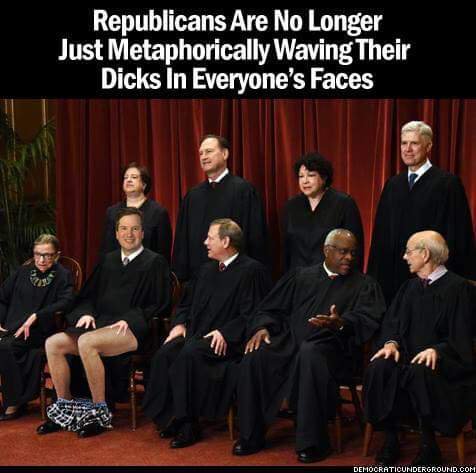 Republicans Are No Longer
Just Metaphorically Waving Their
Dicks In Everyone's Faces
DEMOCRATICUNDERGROUND.COM